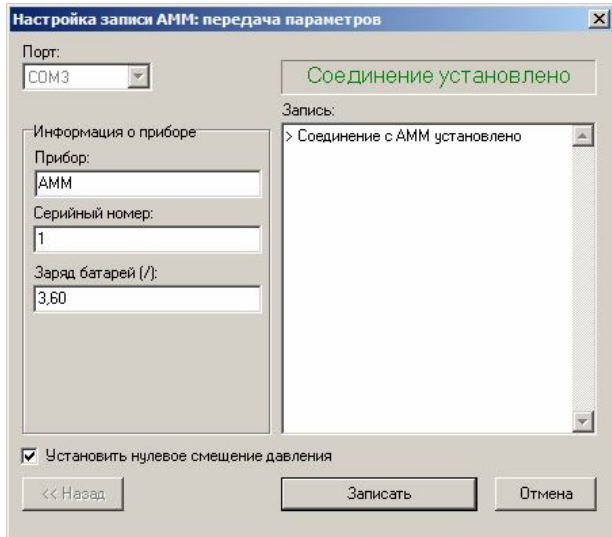 Настройка записи АММ: передача параметров
Порт:
COM3
Соединение установлено
Запись:
> Соединение с АММ установлено
Информация о приборе
Прибор:
АММ
Серийный номер:
1
Заряд батарей (/):
3,60
Установить нулевое смещение давления
<< Назад
Записать
Отмена